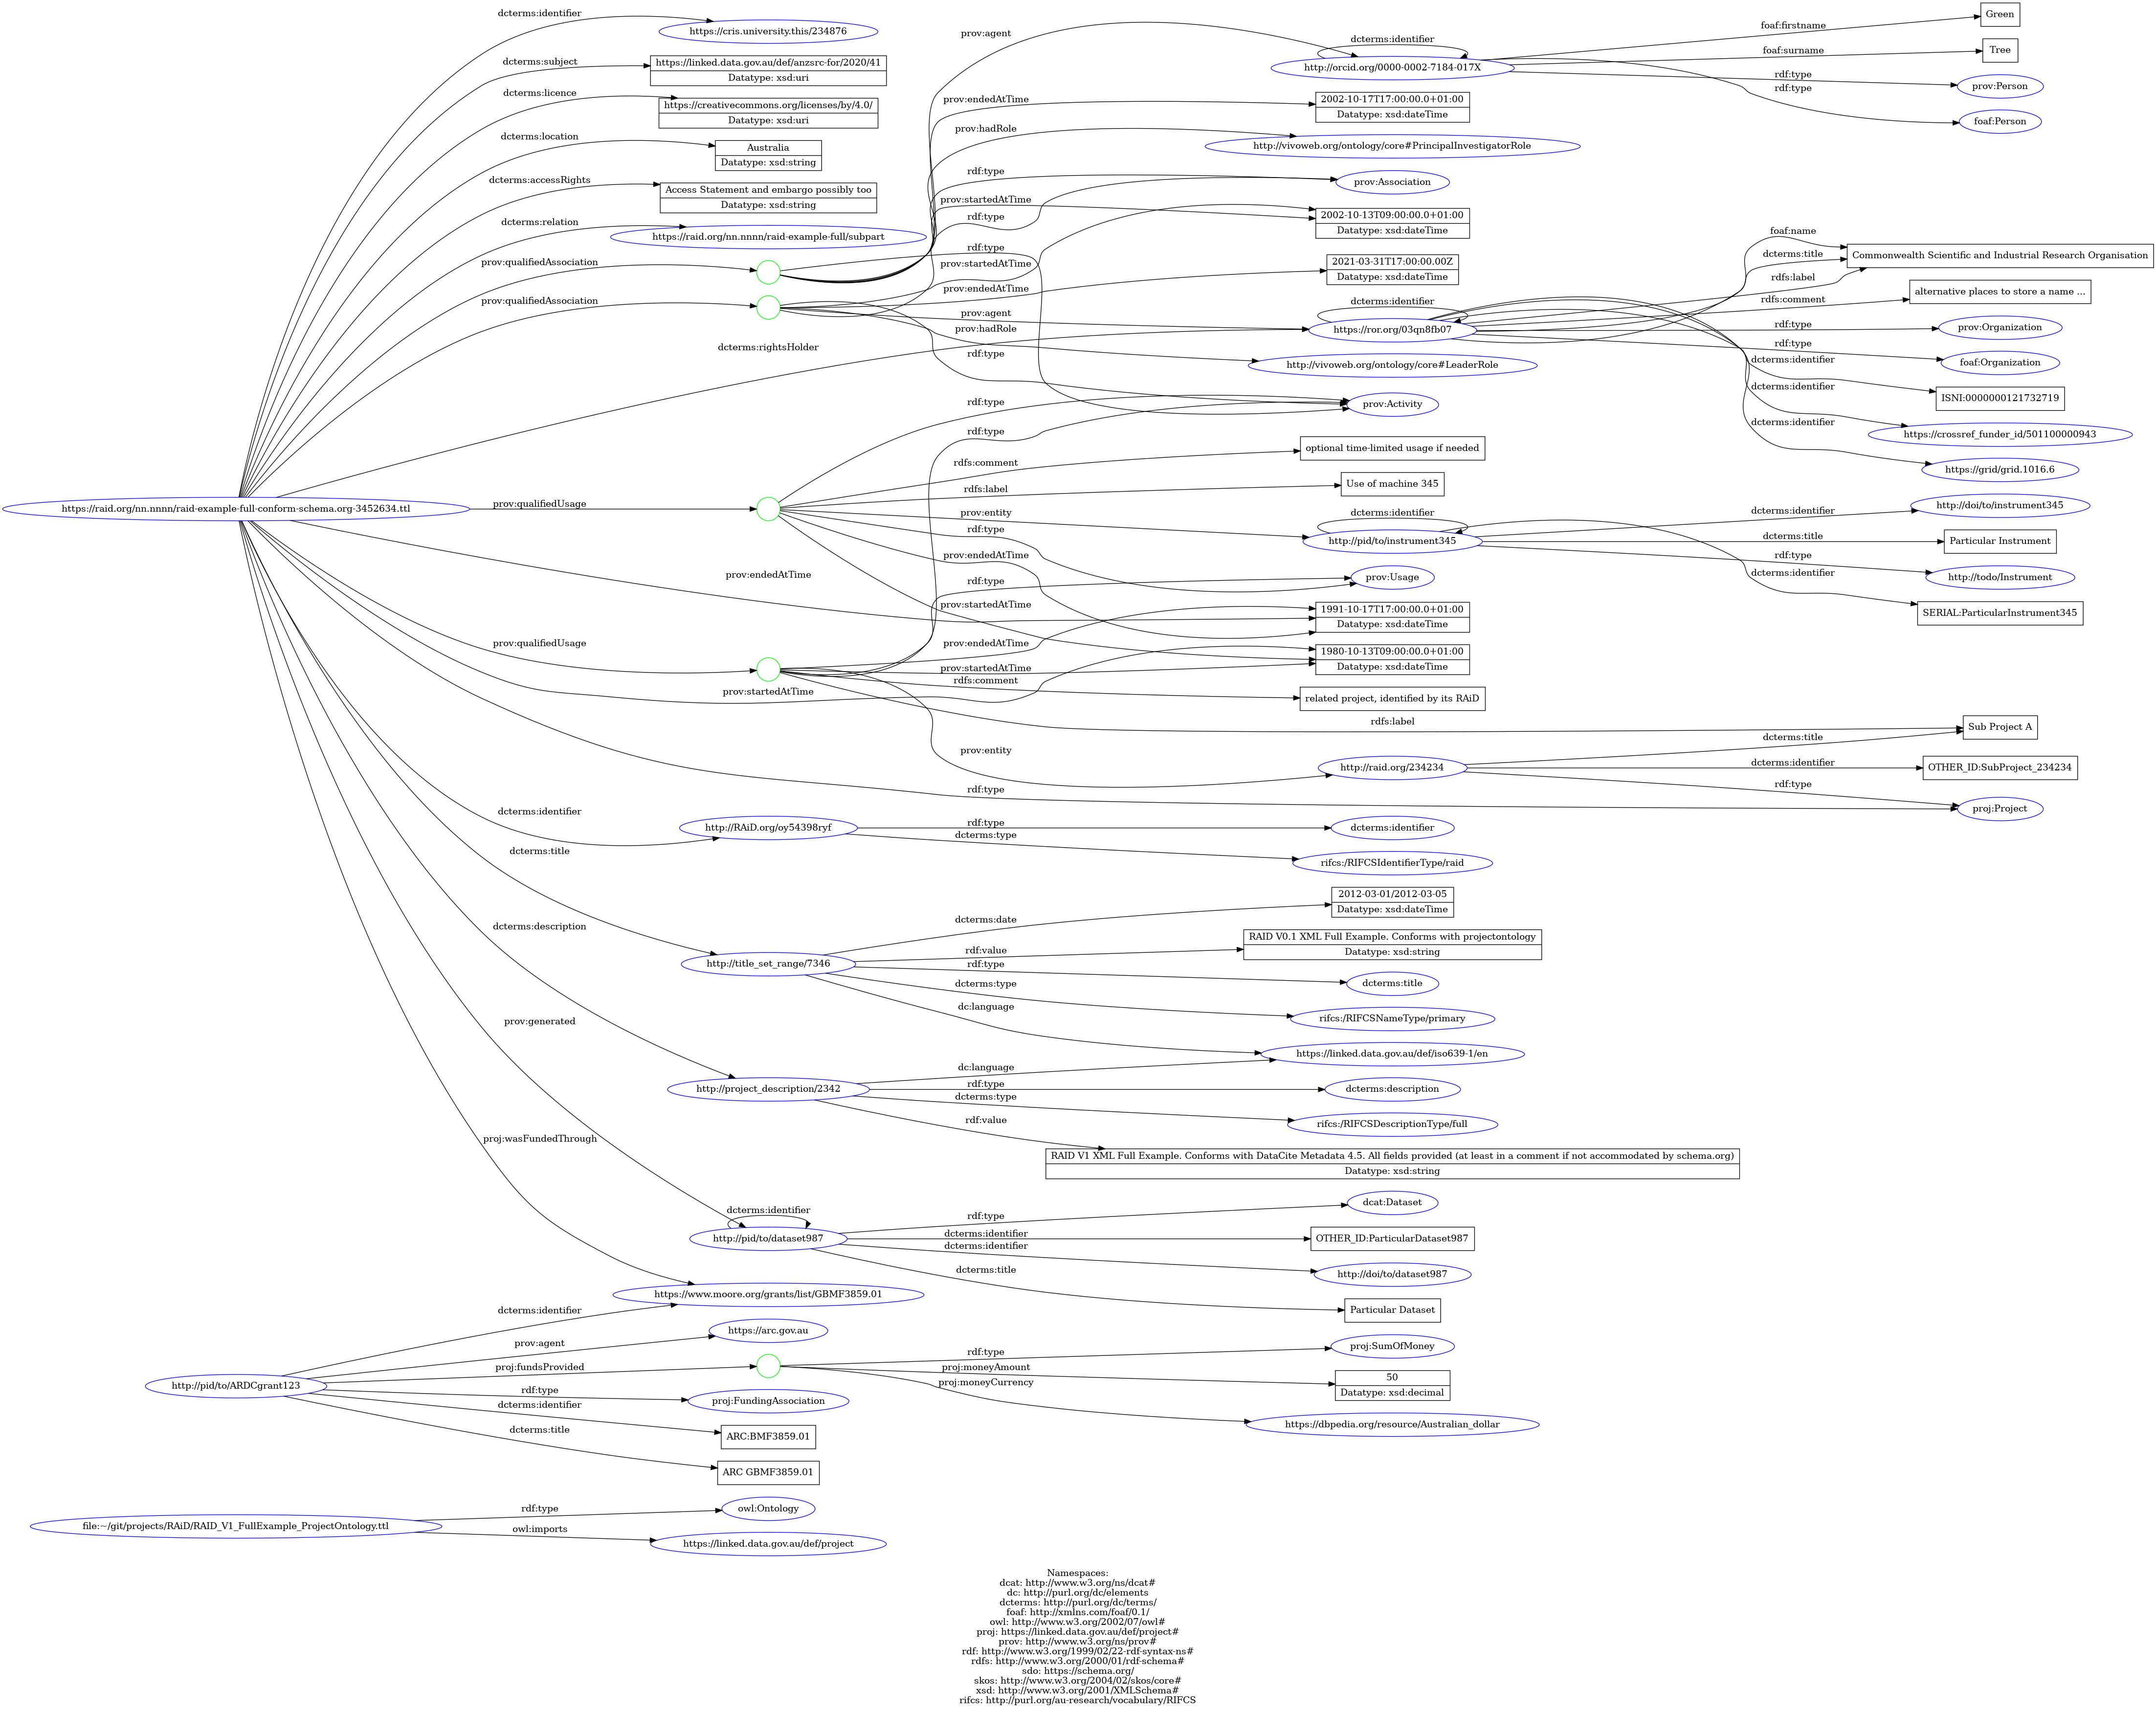 dcterms:identifier
https://cris.university.this/234876
dcterms:subject
https://linked.data.gov.au/def/anzsrc-for/2020/41
Datatype: xsd:uri
dcterms:licence
https://creativecommons.org/licenses/by/4.0/
Datatype: xsd:uri
dcterms:location
Australia
Datatype: xsd:string
dcterms:accessRights
Access Statement and embargo possibly too
Datatype: xsd:string
dcterms:relation
https://raid.org/nn.nnnn/raid-example-full/subpart
prov:qualifiedAssociation
prov:qualifiedAssociation
dcterms:rightsHolder
https://raid.org/nn.nnnn/raid-example-full-conform-schema.org-3452634.ttl
prov:qualifiedUsage
prov:endedAtTime
prov:qualifiedUsage
prov:startedAtTime
rdf:type
dcterms:identifier
http://RAiD.org/oy54398ryf
dcterms:title
http://title_set_range/7346
dcterms:description
http://project_description/2342
prov:generated
dcterms:identifier
http://pid/to/dataset987
proj:wasFundedThrough
https://www.moore.org/grants/list/GBMF3859.01
prov:agent
prov:endedAtTime
prov:hadRole
rdf:type
prov:startedAtTime
rdf:type
rdf:type
prov:startedAtTime
prov:endedAtTime
prov:agent
prov:hadRole
rdf:type
rdf:type
rdf:type
rdfs:comment
rdfs:label
prov:entity
rdf:type
prov:endedAtTime
rdf:type
prov:startedAtTime
prov:endedAtTime
prov:startedAtTime
rdfs:comment
rdfs:label
prov:entity
dcterms:identifier
http://orcid.org/0000-0002-7184-017X
2002-10-17T17:00:00.0+01:00
Datatype: xsd:dateTime
http://vivoweb.org/ontology/core#PrincipalInvestigatorRole
prov:Association
2002-10-13T09:00:00.0+01:00
Datatype: xsd:dateTime
2021-03-31T17:00:00.00Z
Datatype: xsd:dateTime
dcterms:identifier
https://ror.org/03qn8fb07
http://vivoweb.org/ontology/core#LeaderRole
prov:Activity
optional time-limited usage if needed
Use of machine 345
dcterms:identifier
http://pid/to/instrument345
prov:Usage
1991-10-17T17:00:00.0+01:00
Datatype: xsd:dateTime
1980-10-13T09:00:00.0+01:00
Datatype: xsd:dateTime
related project, identified by its RAiD
http://raid.org/234234
foaf:firstname
Green
foaf:surname
Tree
rdf:type
prov:Person
rdf:type
foaf:Person
foaf:name
dcterms:title
Commonwealth Scientific and Industrial Research Organisation
rdfs:label
rdfs:comment
alternative places to store a name ...
rdf:type
prov:Organization
rdf:type
foaf:Organization
dcterms:identifier
ISNI:0000000121732719
dcterms:identifier
https://crossref_funder_id/501100000943
dcterms:identifier
https://grid/grid.1016.6
dcterms:identifier
http://doi/to/instrument345
dcterms:title
Particular Instrument
rdf:type
http://todo/Instrument
dcterms:identifier
SERIAL:ParticularInstrument345
dcterms:title
Sub Project A
dcterms:identifier
OTHER_ID:SubProject_234234
rdf:type
proj:Project
rdf:type
dcterms:identifier
dcterms:type
rifcs:/RIFCSIdentifierType/raid
dcterms:date
2012-03-01/2012-03-05
Datatype: xsd:dateTime
rdf:value
RAID V0.1 XML Full Example. Conforms with projectontology
Datatype: xsd:string
rdf:type
dcterms:title
dcterms:type
rifcs:/RIFCSNameType/primary
dc:language
https://linked.data.gov.au/def/iso639-1/en
dc:language
rdf:type
dcterms:description
dcterms:type
rifcs:/RIFCSDescriptionType/full
rdf:value
RAID V1 XML Full Example. Conforms with DataCite Metadata 4.5. All fields provided (at least in a comment if not accommodated by schema.org)
Datatype: xsd:string
rdf:type
dcat:Dataset
dcterms:identifier
OTHER_ID:ParticularDataset987
dcterms:identifier
http://doi/to/dataset987
dcterms:title
Particular Dataset
http://pid/to/ARDCgrant123
dcterms:identifier
prov:agent
https://arc.gov.au
proj:fundsProvided
rdf:type
proj:FundingAssociation
dcterms:identifier
ARC:BMF3859.01
dcterms:title
ARC GBMF3859.01
rdf:type
proj:SumOfMoney
proj:moneyAmount
50
Datatype: xsd:decimal
proj:moneyCurrency
https://dbpedia.org/resource/Australian_dollar
file:~/git/projects/RAiD/RAID_V1_FullExample_ProjectOntology.ttl
rdf:type
owl:Ontology
owl:imports
https://linked.data.gov.au/def/project
Namespaces:
dcat: http://www.w3.org/ns/dcat#
dc: http://purl.org/dc/elements
dcterms: http://purl.org/dc/terms/
foaf: http://xmlns.com/foaf/0.1/
owl: http://www.w3.org/2002/07/owl#
proj: https://linked.data.gov.au/def/project#
prov: http://www.w3.org/ns/prov#
rdf: http://www.w3.org/1999/02/22-rdf-syntax-ns#
rdfs: http://www.w3.org/2000/01/rdf-schema#
sdo: https://schema.org/
skos: http://www.w3.org/2004/02/skos/core#
xsd: http://www.w3.org/2001/XMLSchema#
rifcs: http://purl.org/au-research/vocabulary/RIFCS